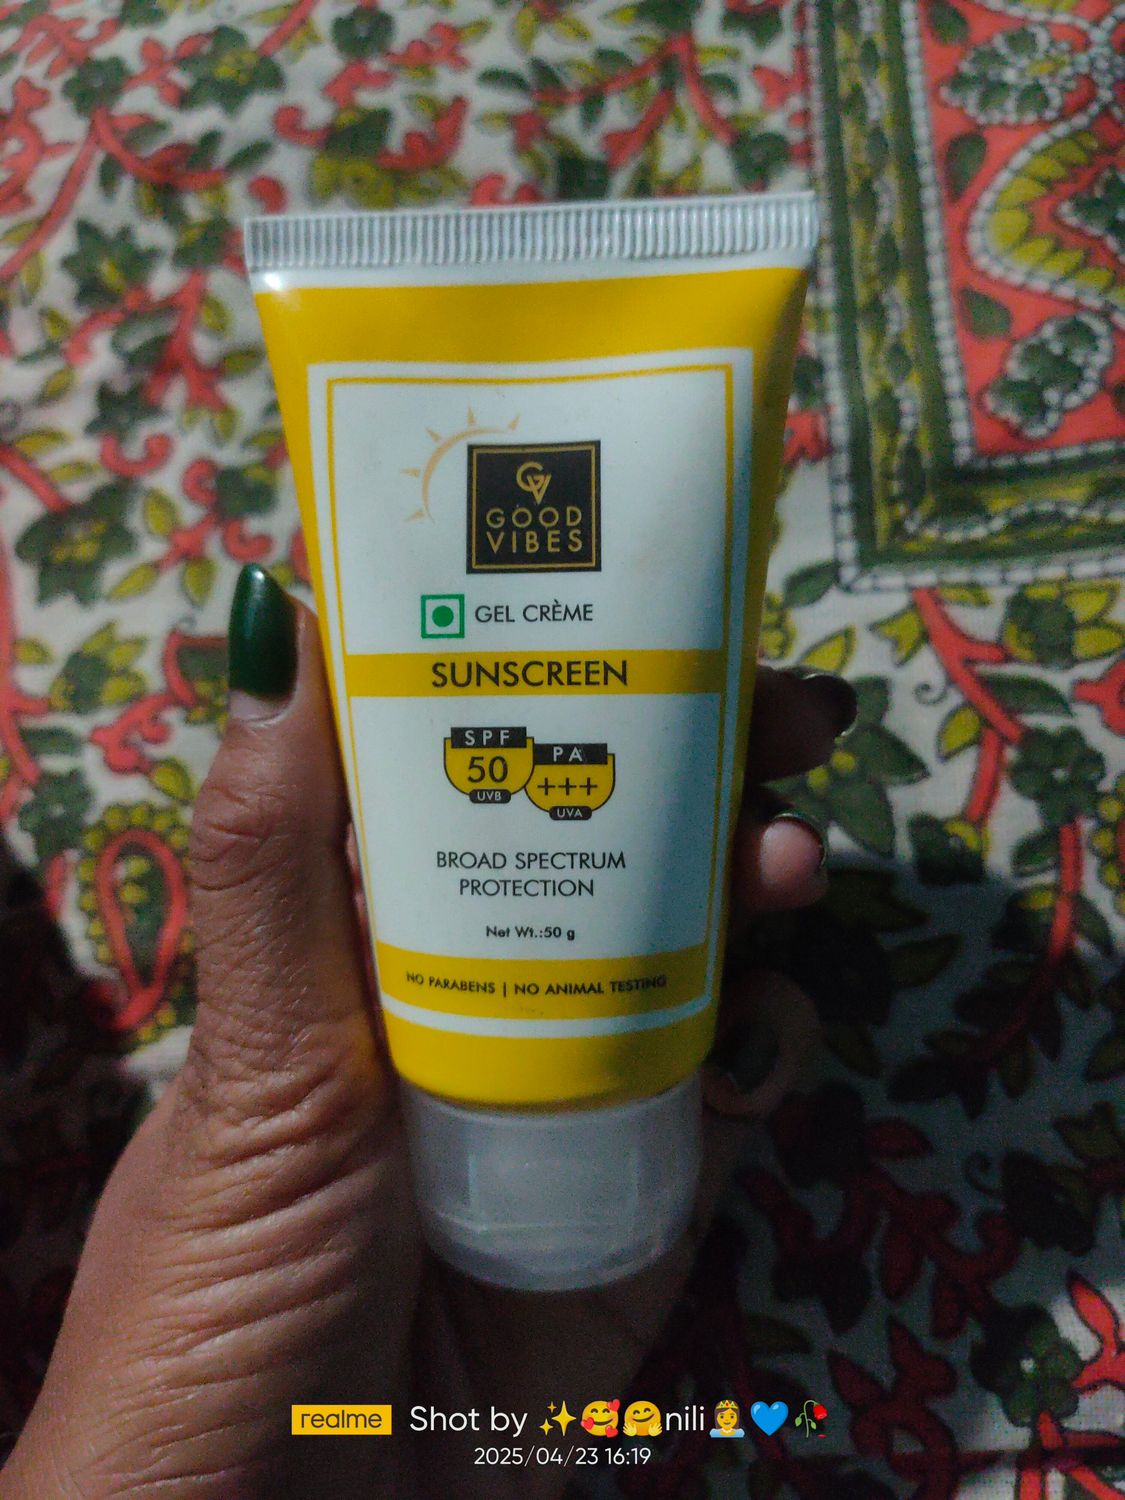 GV
GOOD
VIBES
GEL CRÈME
SUNSCREEN
SPF
50
UVB
PA
+++
UVA
BROAD SPECTRUM
PROTECTION
Net Wt.:50 g
NO PARABENS | NO ANIMAL TESTING
realme Shot by ✨🥰🤗nili👸💙🥀
2025/04/23 16:19